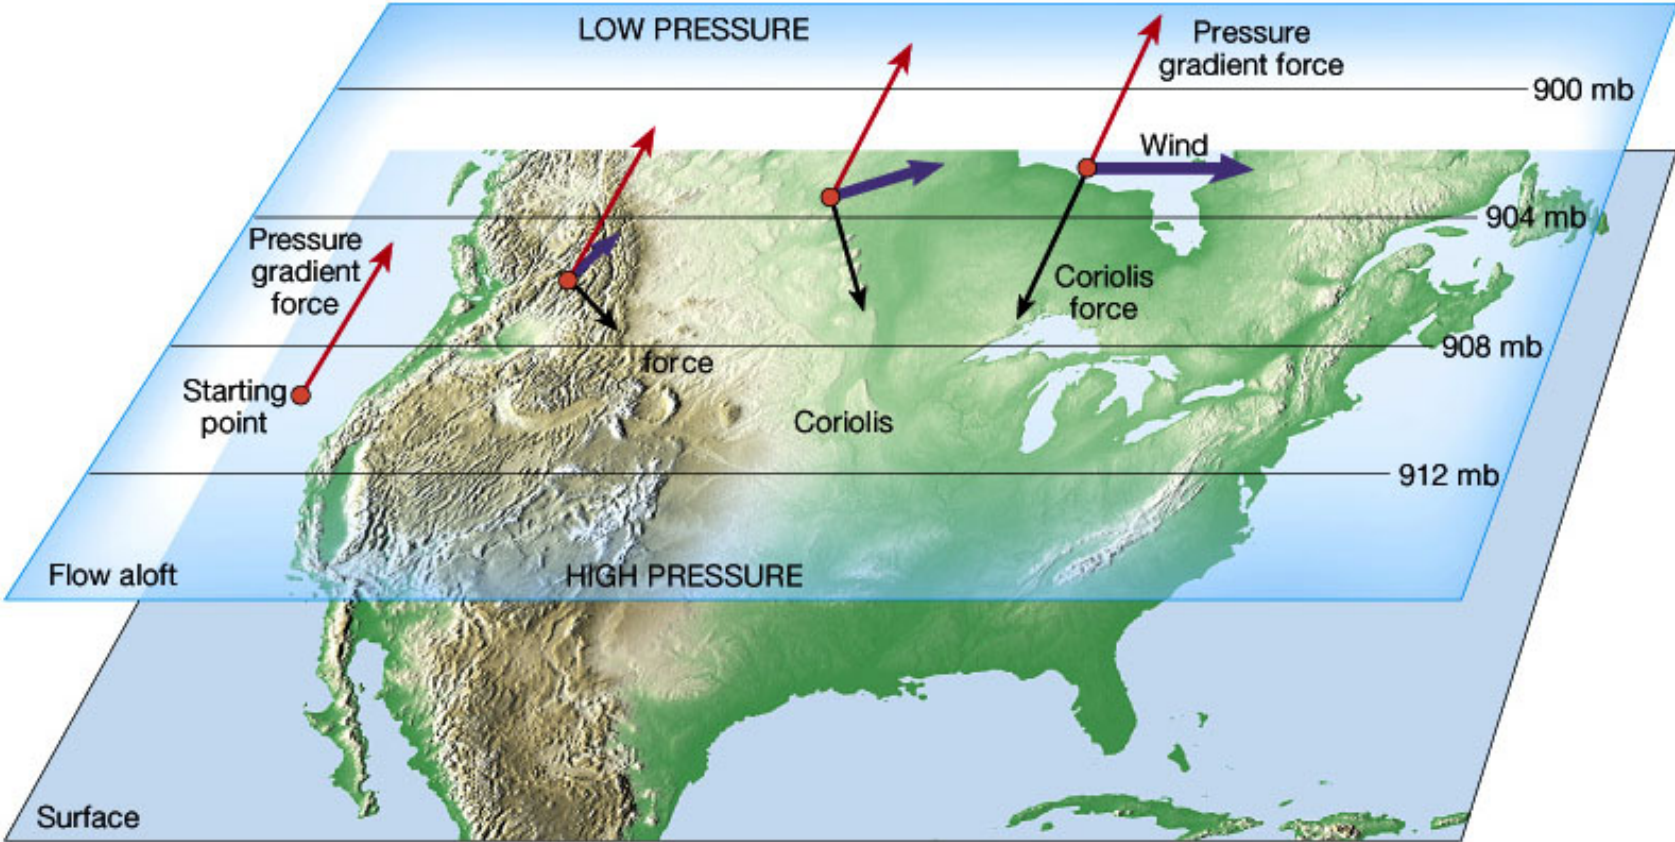 LOW PRESSURE
Pressure
gradient force
900 mb
Wind
904 mb
Pressure
gradient
force
Coriolis
force
908 mb
force
Starting
point
Coriolis
912 mb
Flow aloft
HIGH PRESSURE
Surface